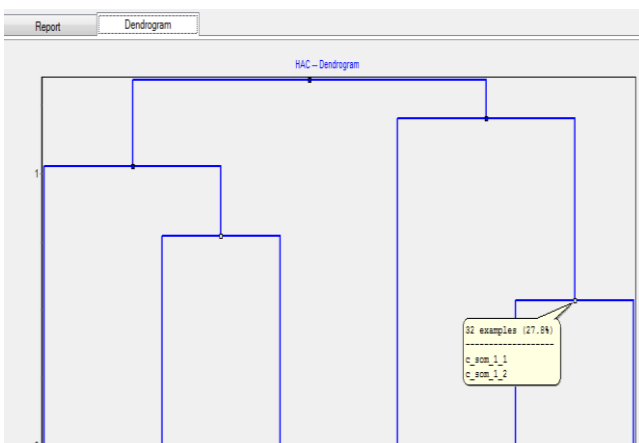 Report
Dendrogram
HAC -- Dendrogram
1
32 examples (27.8%)
--------------------
c_som_1_1
c_som_1_2